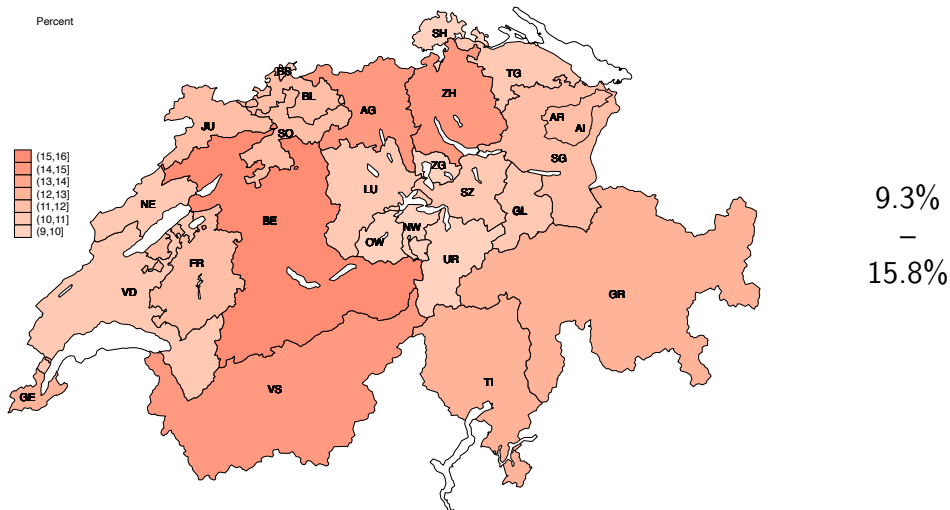 Percent
(15,16]
(14,15]
(13,14]
(12,13]
(11,12]
(10,11]
(9,10]
SH
BS
TG
BL
AG
ZH
AR
AI
JU
SO
SG
ZG
LU
SZ
NE
GL
BE
NW
OW
FR
UR
VD
GR
TI
VS
GE
9.3%
–
15.8%